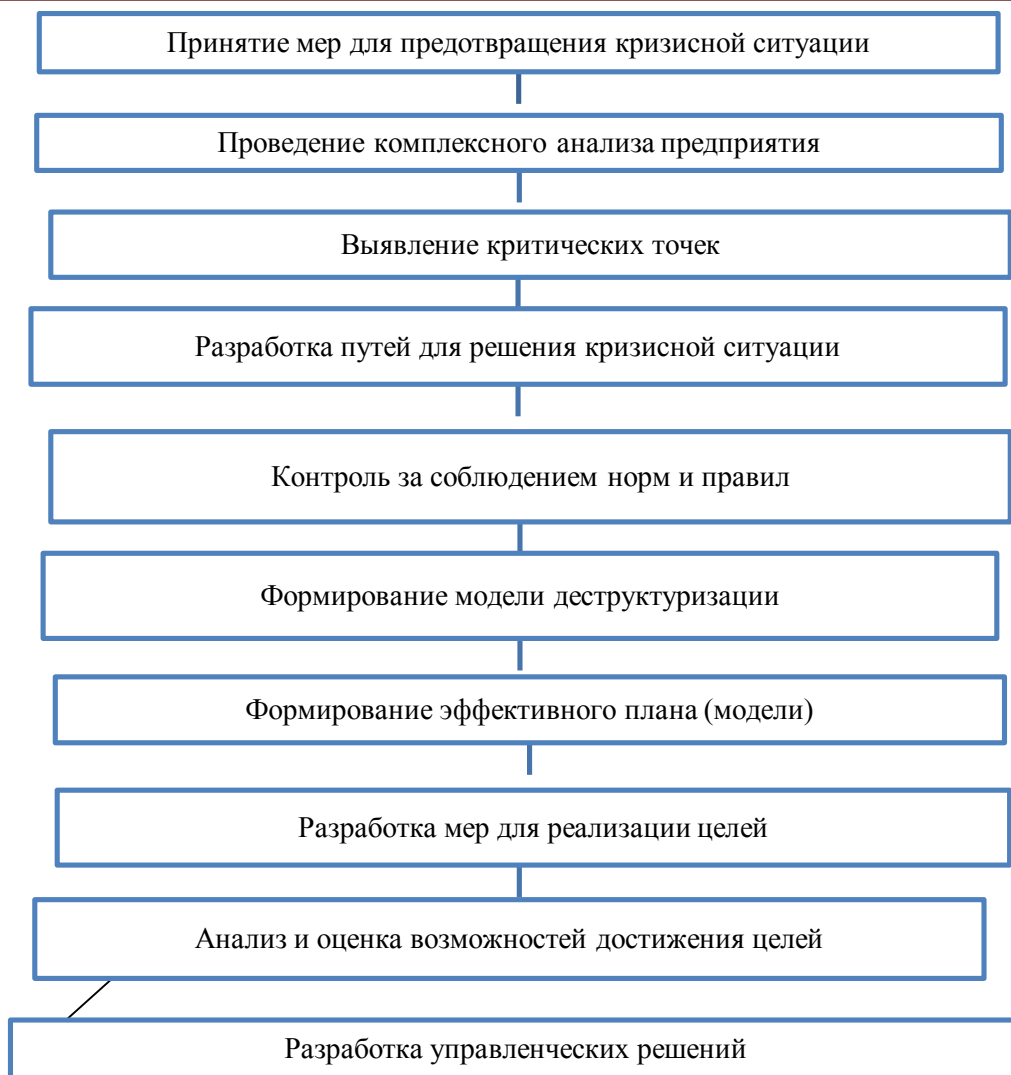 Принятие мер для предотвращения кризисной ситуации
Проведение комплексного анализа предприятия
Выявление критических точек
Разработка путей для решения кризисной ситуации
Контроль за соблюдением норм и правил
Формирование модели деструктуризации
Формирование эффективного плана (модели)
Разработка мер для реализации целей
Анализ и оценка возможностей достижения целей
Разработка управленческих решений